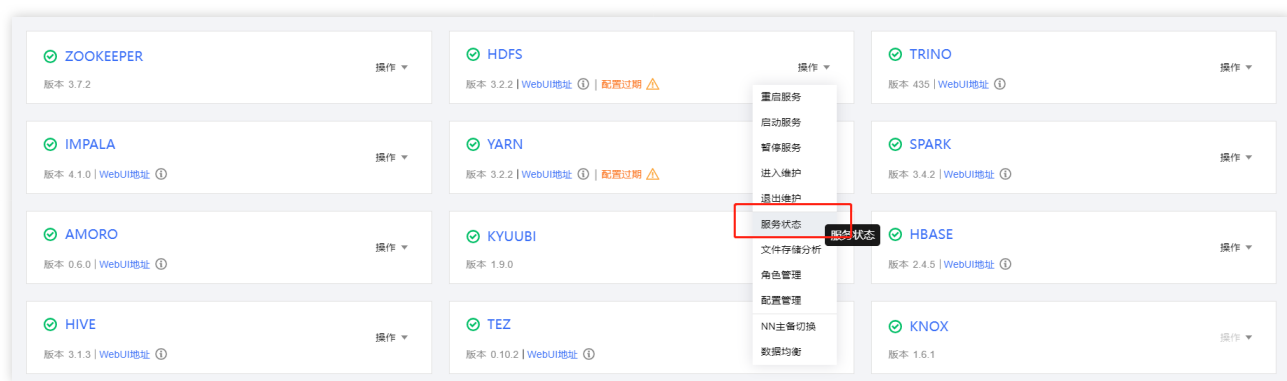 ZOOKEEPER
操作
版本 3.7.2
HDFS
操作
版本 3.2.2 | WebUI地址 | 配置过期
TRINO
操作
版本 435 | WebUI地址
IMPALA
操作
版本 4.1.0 | WebUI地址
YARN
版本 3.2.2 | WebUI地址 | 配置过期
SPARK
操作
版本 3.4.2 | WebUI地址
AMORO
操作
版本 0.6.0 | WebUI地址
KYUUBI
版本 1.9.0
HBASE
操作
版本 2.4.5 | WebUI地址
HIVE
操作
版本 3.1.3 | WebUI地址
TEZ
版本 0.10.2 | WebUI地址
KNOX
操作
版本 1.6.1
重启服务
启动服务
暂停服务
进入维护
退出维护
服务状态
服务状态
文件存储分析
角色管理
配置管理
NN主备切换
数据均衡